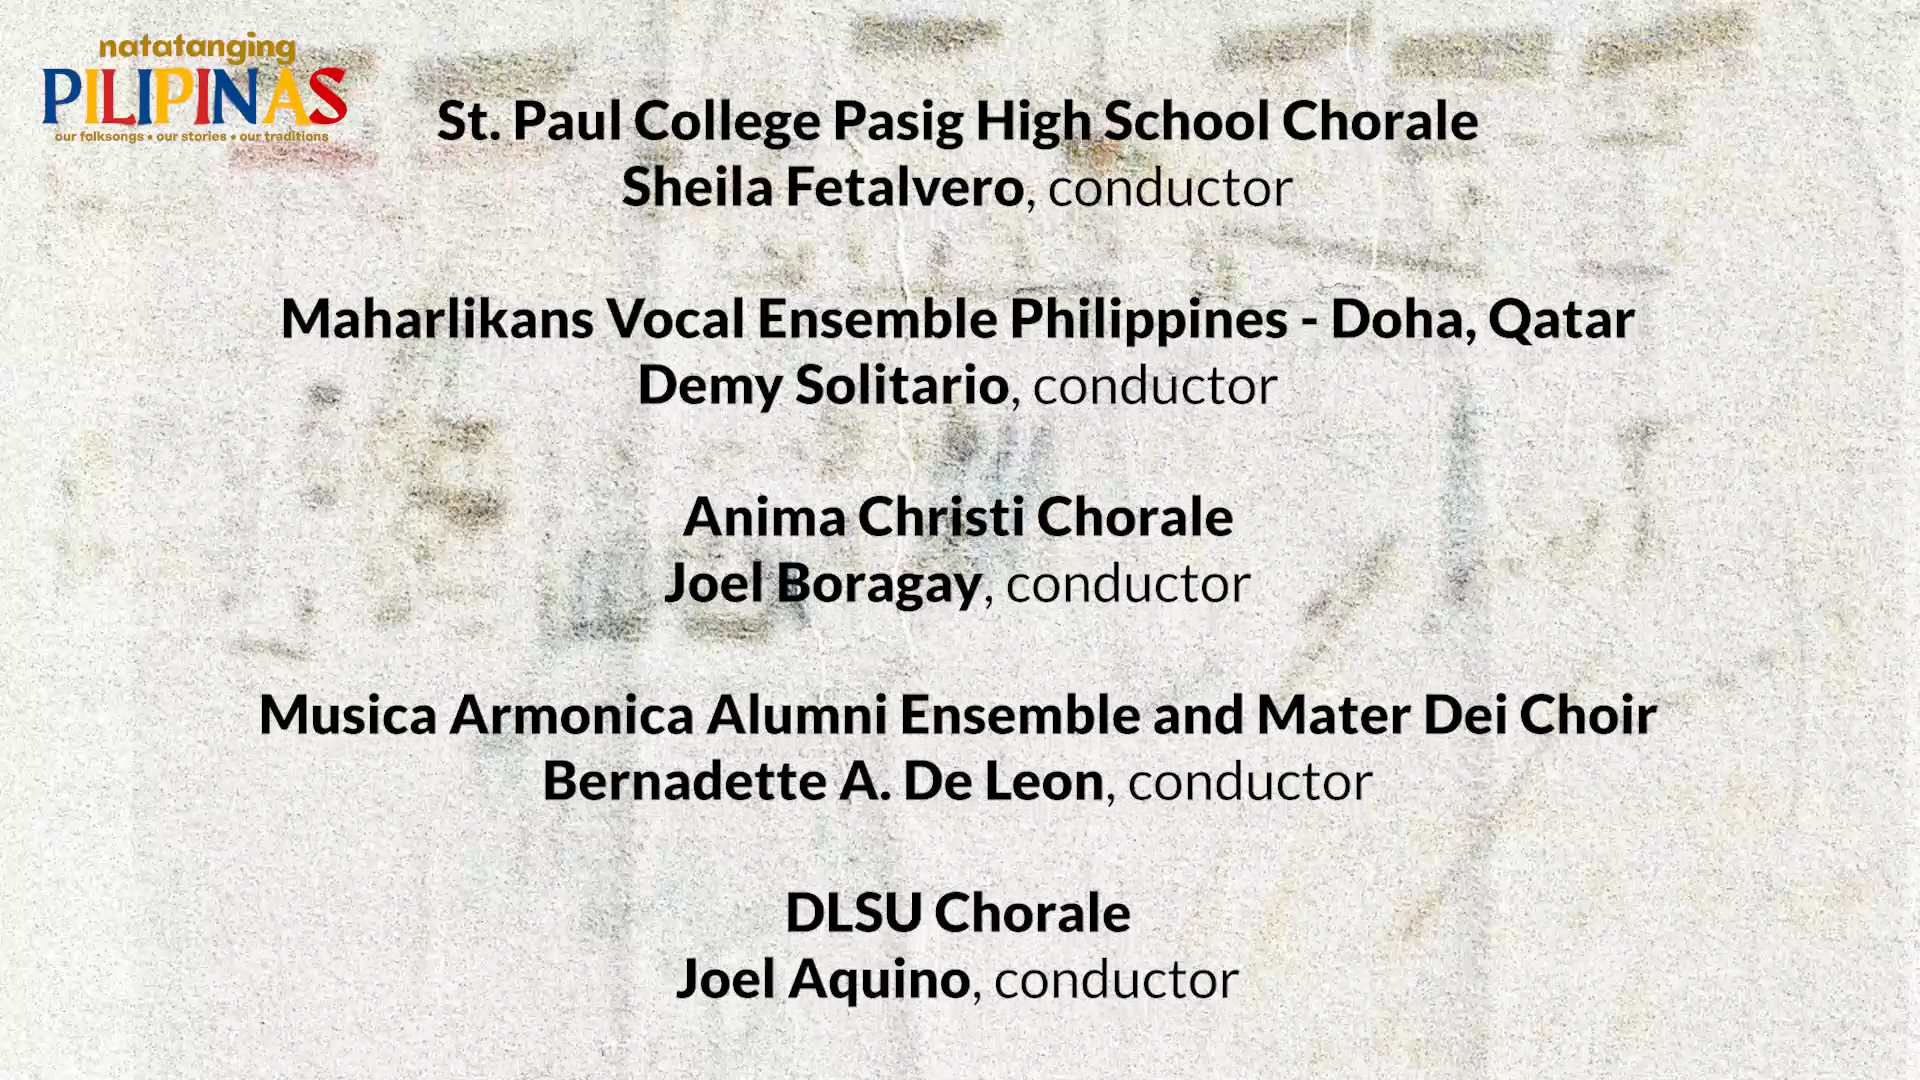 natatanging
PILIPINAS
our folksongs • our stories • our traditions
St. Paul College Pasig High School Chorale
Sheila Fetalvero, conductor
Maharlikans Vocal Ensemble Philippines - Doha, Qatar
Demy Solitario, conductor
Anima Christi Chorale
Joel Boragay, conductor
Musica Armonica Alumni Ensemble and Mater Dei Choir
Bernadette A. De Leon, conductor
DLSU Chorale
Joel Aquino, conductor